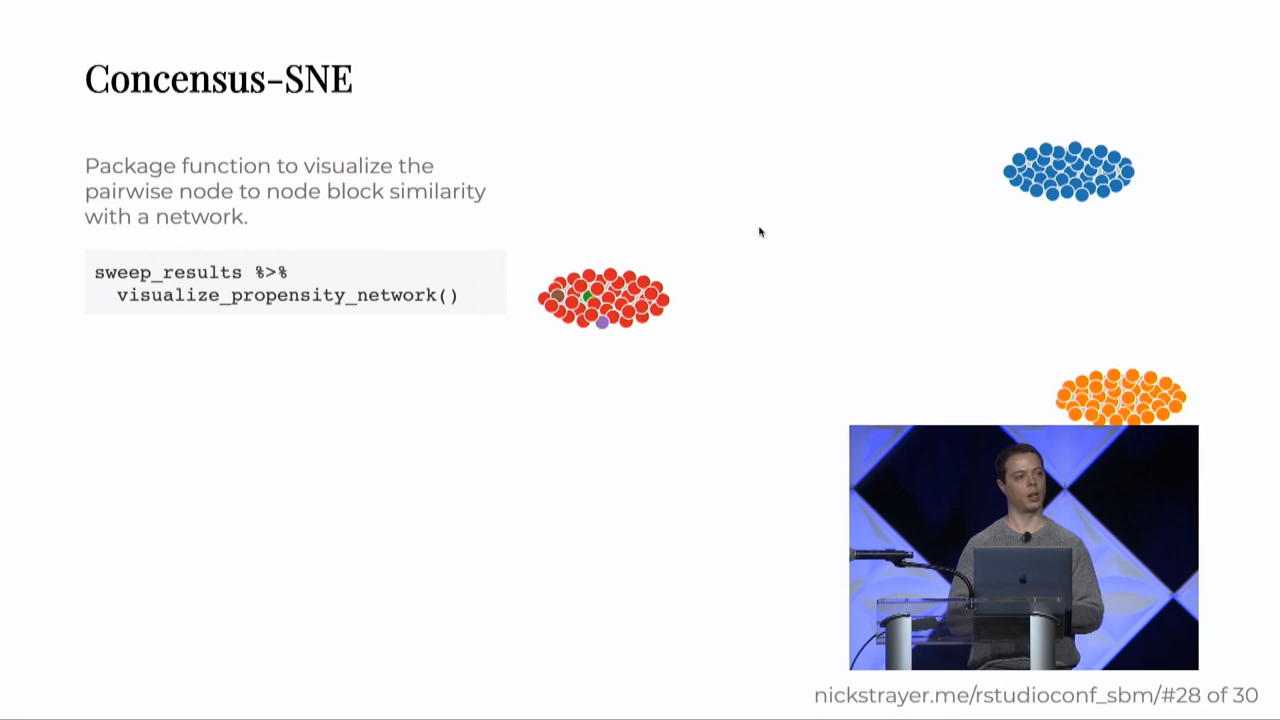 Concensus-SNE
Package function to visualize the
pairwise node to node block similarity
with a network.
sweep_results %>%
visualize_propensity_network()
nickstrayer.me/rstudioconf_sbm/#28 of 30